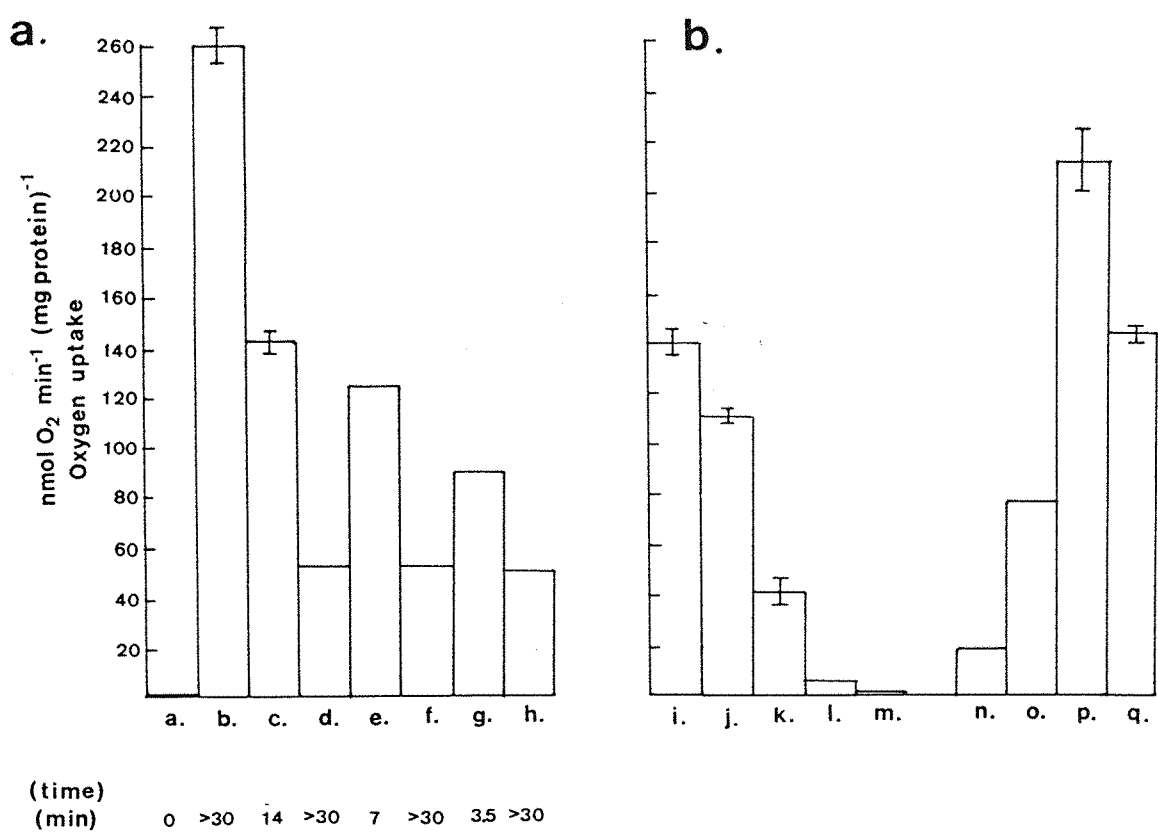 a.
b.
nmol O2 min-1 (mg protein)-1
Oxygen uptake
260
240
220
200
180
160
140
120
100
80
60
40
20
a. b. c. d. e. f. g. h.
i. j. k. l. m. n. o. p. q.
(time)
(min) 0 >30 14 >30 7 >30 3.5 >30